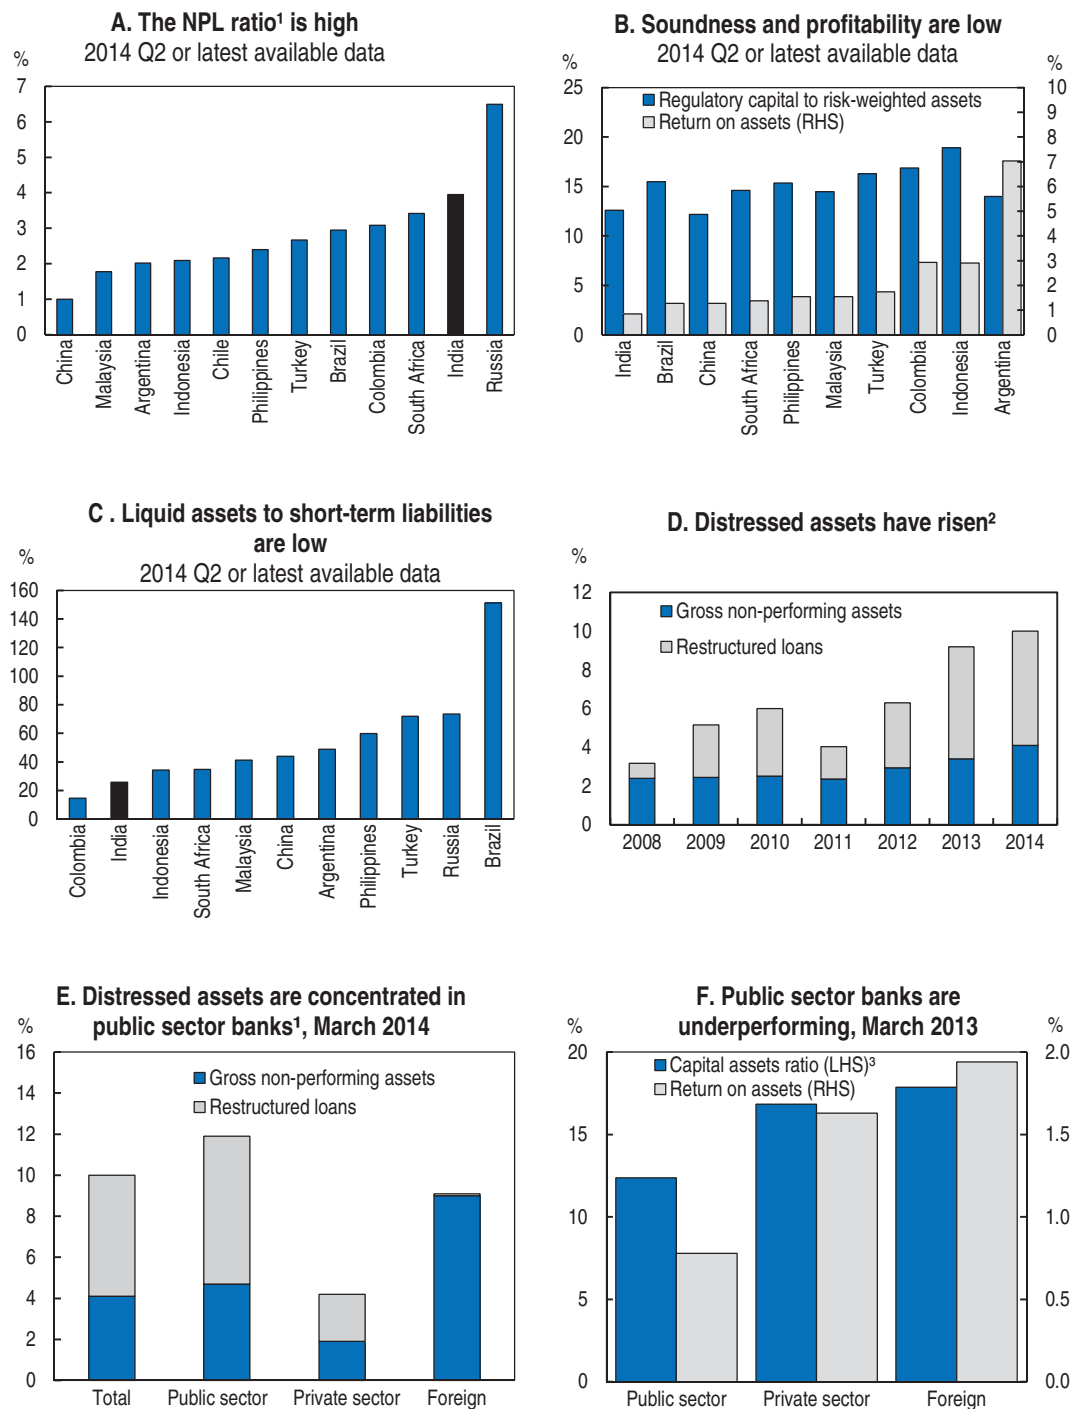 A. The NPL ratio¹ is high
2014 Q2 or latest available data
%
7
6
5
4
3
2
1
0
China
Malaysia
Argentina
Indonesia
Chile
Philippines
Turkey
Brazil
Colombia
South Africa
India
Russia
B. Soundness and profitability are low
2014 Q2 or latest available data
%
%
25
20
15
10
5
0
Regulatory capital to risk-weighted assets
Return on assets (RHS)
10
9
8
7
6
5
4
3
2
1
0
India
Brazil
China
South Africa
Philippines
Malaysia
Turkey
Colombia
Indonesia
Argentina
C . Liquid assets to short-term liabilities
are low
2014 Q2 or latest available data
%
160
140
120
100
80
60
40
20
0
Colombia
India
Indonesia
South Africa
Malaysia
China
Argentina
Philippines
Turkey
Russia
Brazil
D. Distressed assets have risen²
%
12
10
8
6
4
2
0
Gross non-performing assets
Restructured loans
2008 2009 2010 2011 2012 2013 2014
E. Distressed assets are concentrated in
public sector banks¹, March 2014
%
16
14
12
10
8
6
4
2
0
Gross non-performing assets
Restructured loans
Total Public sector Private sector Foreign
F. Public sector banks are
underperforming, March 2013
%
%
20
15
10
5
0
Capital assets ratio (LHS)³
Return on assets (RHS)
2.0
1.5
1.0
0.5
0.0
Public sector Private sector Foreign